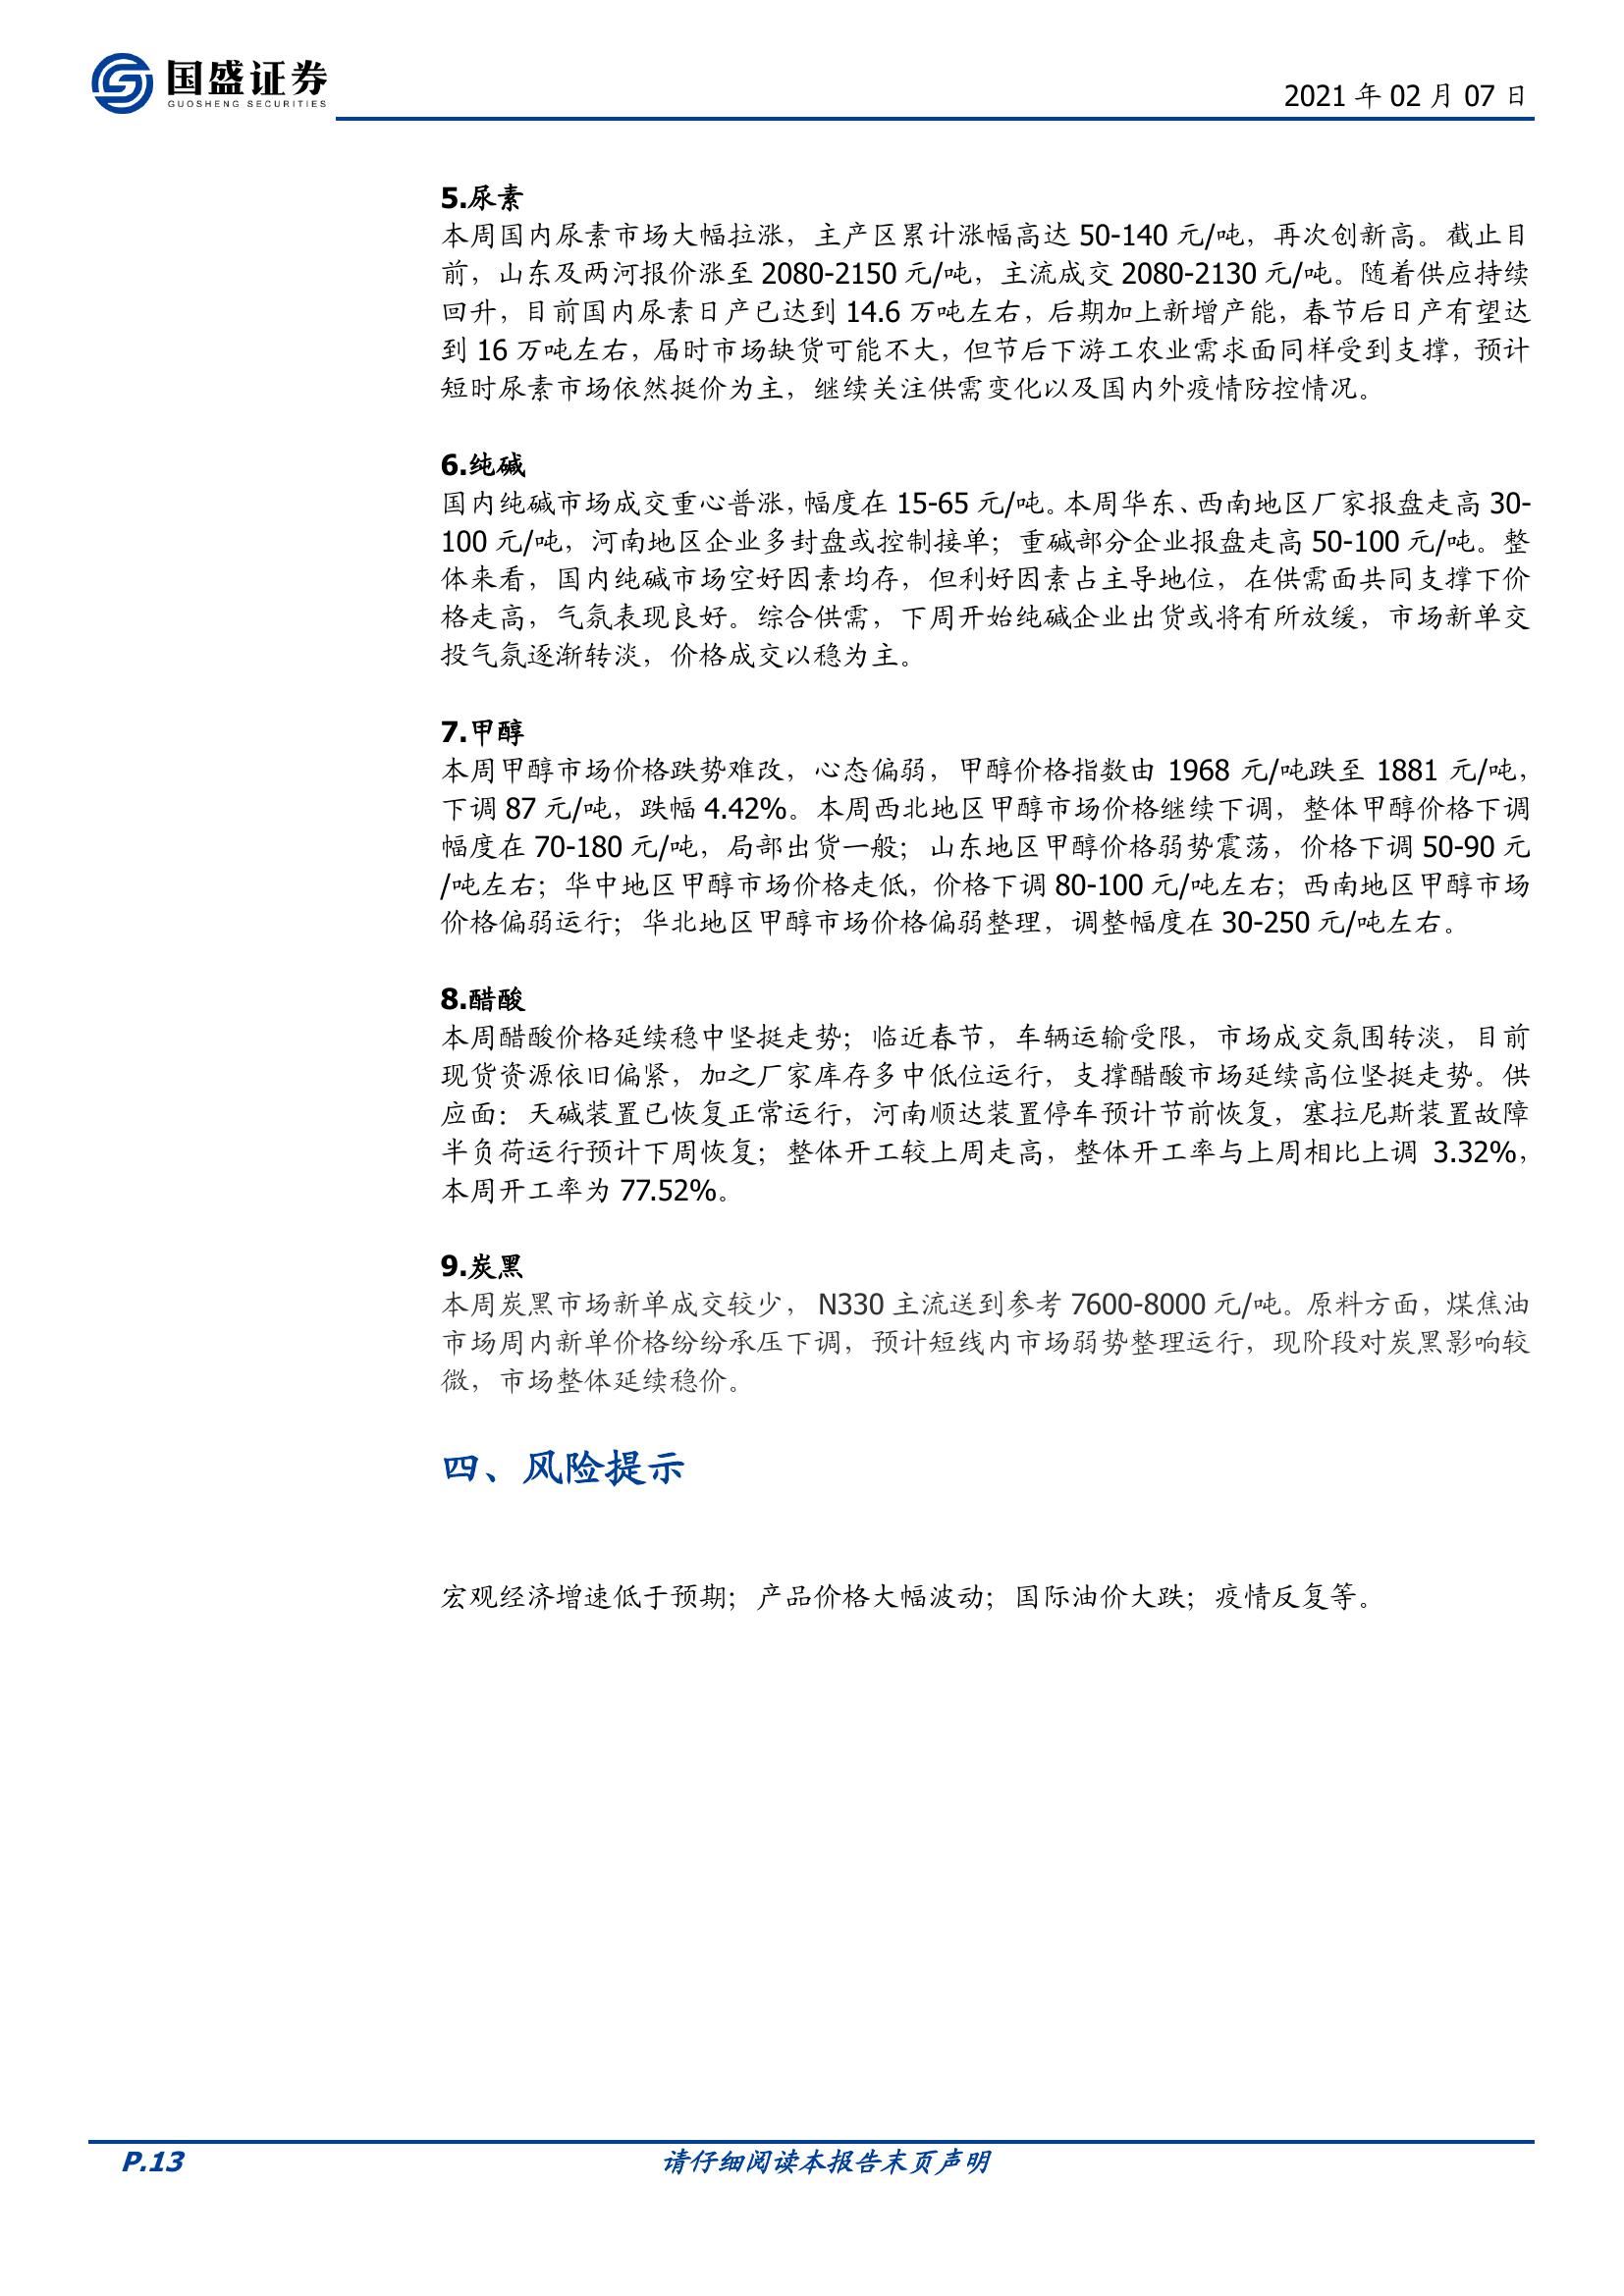 国盛证券
GUOSHENG SECURITIES
2021 年 02 月 07 日
5.尿素
本周国内尿素市场大幅拉涨，主产区累计涨幅高达 50-140 元/吨，再次创新高。截止目
前，山东及两河报价涨至 2080-2150 元/吨，主流成交 2080-2130 元/吨。随着供应持续
回升，目前国内尿素日产已达到 14.6 万吨左右，后期加上新增产能，春节后日产有望达
到 16 万吨左右，届时市场缺货可能不大，但节后下游工农业需求面同样受到支撑，预计
短时尿素市场依然挺价为主，继续关注供需变化以及国内外疫情防控情况。
6.纯碱
国内纯碱市场成交重心普涨，幅度在 15-65 元/吨。本周华东、西南地区厂家报盘走高 30-
100 元/吨，河南地区企业多封盘或控制接单；重碱部分企业报盘走高 50-100 元/吨。整
体来看，国内纯碱市场空好因素均存，但利好因素占主导地位，在供需面共同支撑下价
格走高，气氛表现良好。综合供需，下周开始纯碱企业出货或将有所放缓，市场新单交
投气氛逐渐转淡，价格成交以稳为主。
7.甲醇
本周甲醇市场价格跌势难改，心态偏弱，甲醇价格指数由 1968 元/吨跌至 1881 元/吨，
下调 87 元/吨，跌幅 4.42%。本周西北地区甲醇市场价格继续下调，整体甲醇价格下调
幅度在 70-180 元/吨，局部出货一般；山东地区甲醇价格弱势震荡，价格下调 50-90 元
/吨左右；华中地区甲醇市场价格走低，价格下调 80-100 元/吨左右；西南地区甲醇市场
价格偏弱运行；华北地区甲醇市场价格偏弱整理，调整幅度在 30-250 元/吨左右。
8.醋酸
本周醋酸价格延续稳中坚挺走势；临近春节，车辆运输受限，市场成交氛围转淡，目前
现货资源依旧偏紧，加之厂家库存多中低位运行，支撑醋酸市场延续高位坚挺走势。供
应面：天碱装置已恢复正常运行，河南顺达装置停车预计节前恢复，塞拉尼斯装置故障
半负荷运行预计下周恢复；整体开工较上周走高，整体开工率与上周相比上调 3.32%，
本周开工率为 77.52%。
9.炭黑
本周炭黑市场新单成交较少， N330 主流送到参考 7600-8000 元/吨。原料方面，煤焦油
市场周内新单价格纷纷承压下调，预计短线内市场弱势整理运行，现阶段对炭黑影响较
微，市场整体延续稳价。
四、风险提示
宏观经济增速低于预期；产品价格大幅波动；国际油价大跌；疫情反复等。
P.13
请仔细阅读本报告末页声明